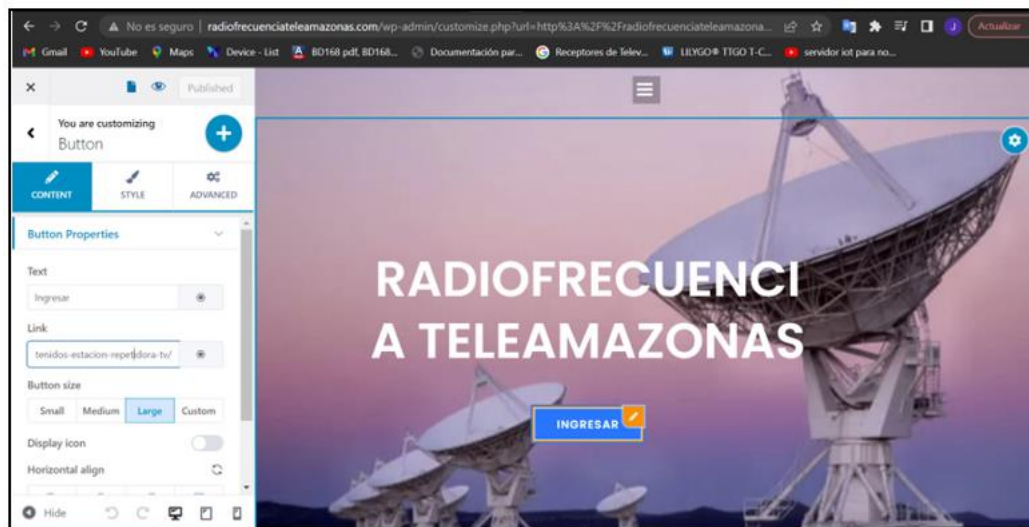 No es seguro | radiofrecuenciateleamazonas.com/wp-admin/customize.php?url=http%3A%2F%2Fradiofrecuenciateleamazona... J Actualizar
Gmail YouTube Maps Device - List BD168 pdf, BD168... Documentación par... Receptores de Telev... LILYGO® TTGO T-C... servidor iot para no...
Published
You are customizing
Button
CONTENT STYLE ADVANCED
Button Properties
Text
Ingresar
Link
tenidos-estacion-repetidora-tv/
Button size
Small Medium Large Custom
Display icon
Horizontal align
Hide
RADIOFRECUENCI
A TELEAMAZONAS
INGRESAR